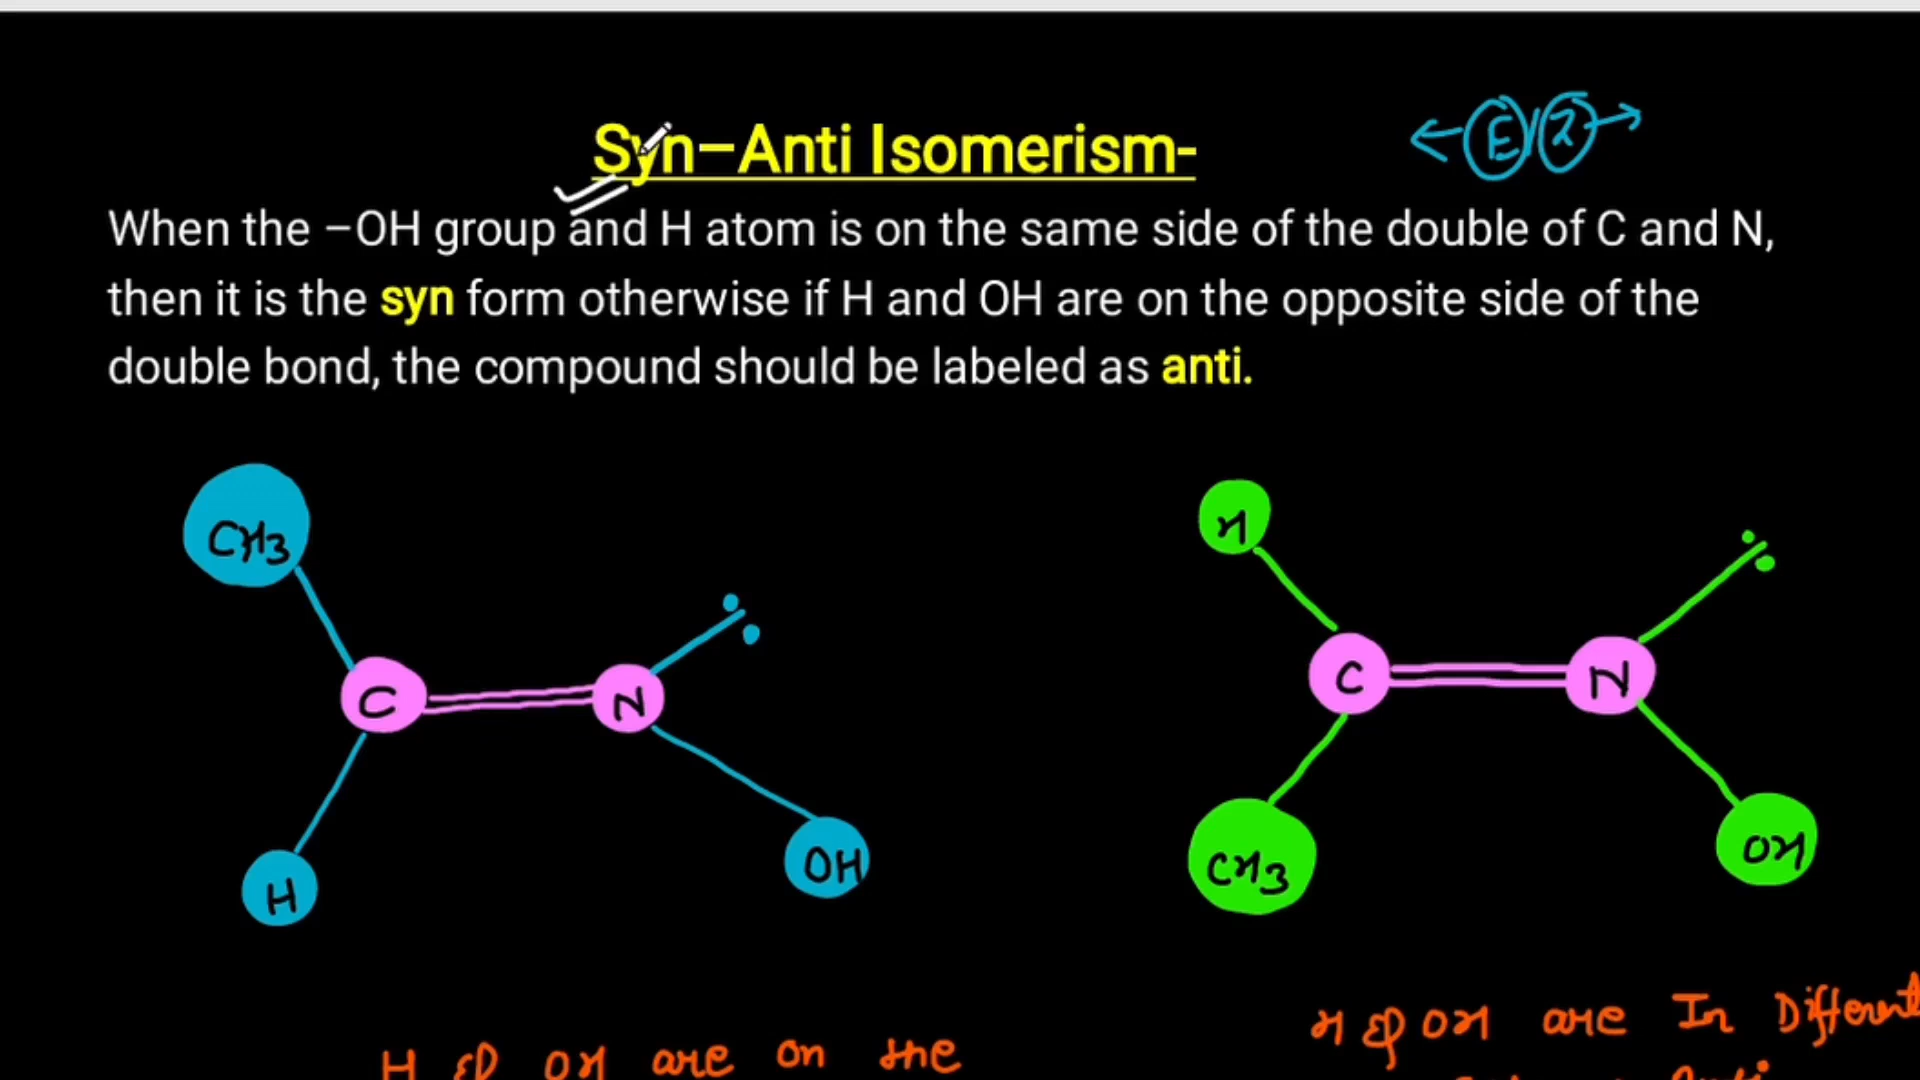 Syn–Anti Isomerism-
E/Z
When the –OH group and H atom is on the same side of the double of C and N,
then it is the syn form otherwise if H and OH are on the opposite side of the
double bond, the compound should be labeled as anti.
CH3
H
C
N
C
N
H
OH
CH3
OH
H & OH are In Different
H & OH are on the